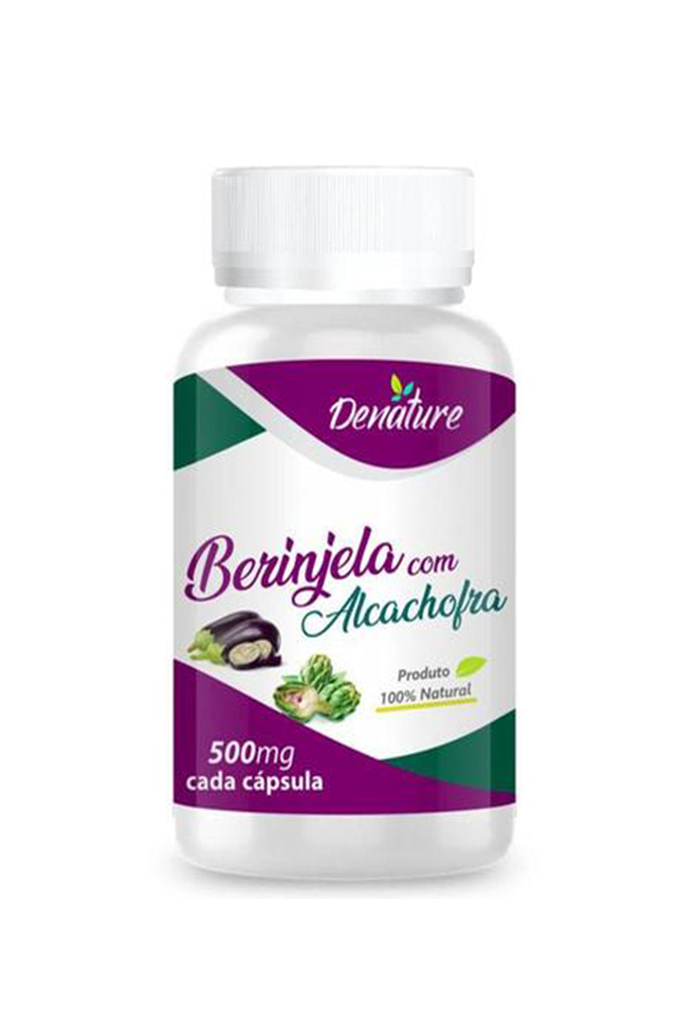 Denature
Berinjela com
Alcachofra
Produto
100% Natural
500mg
cada cápsula